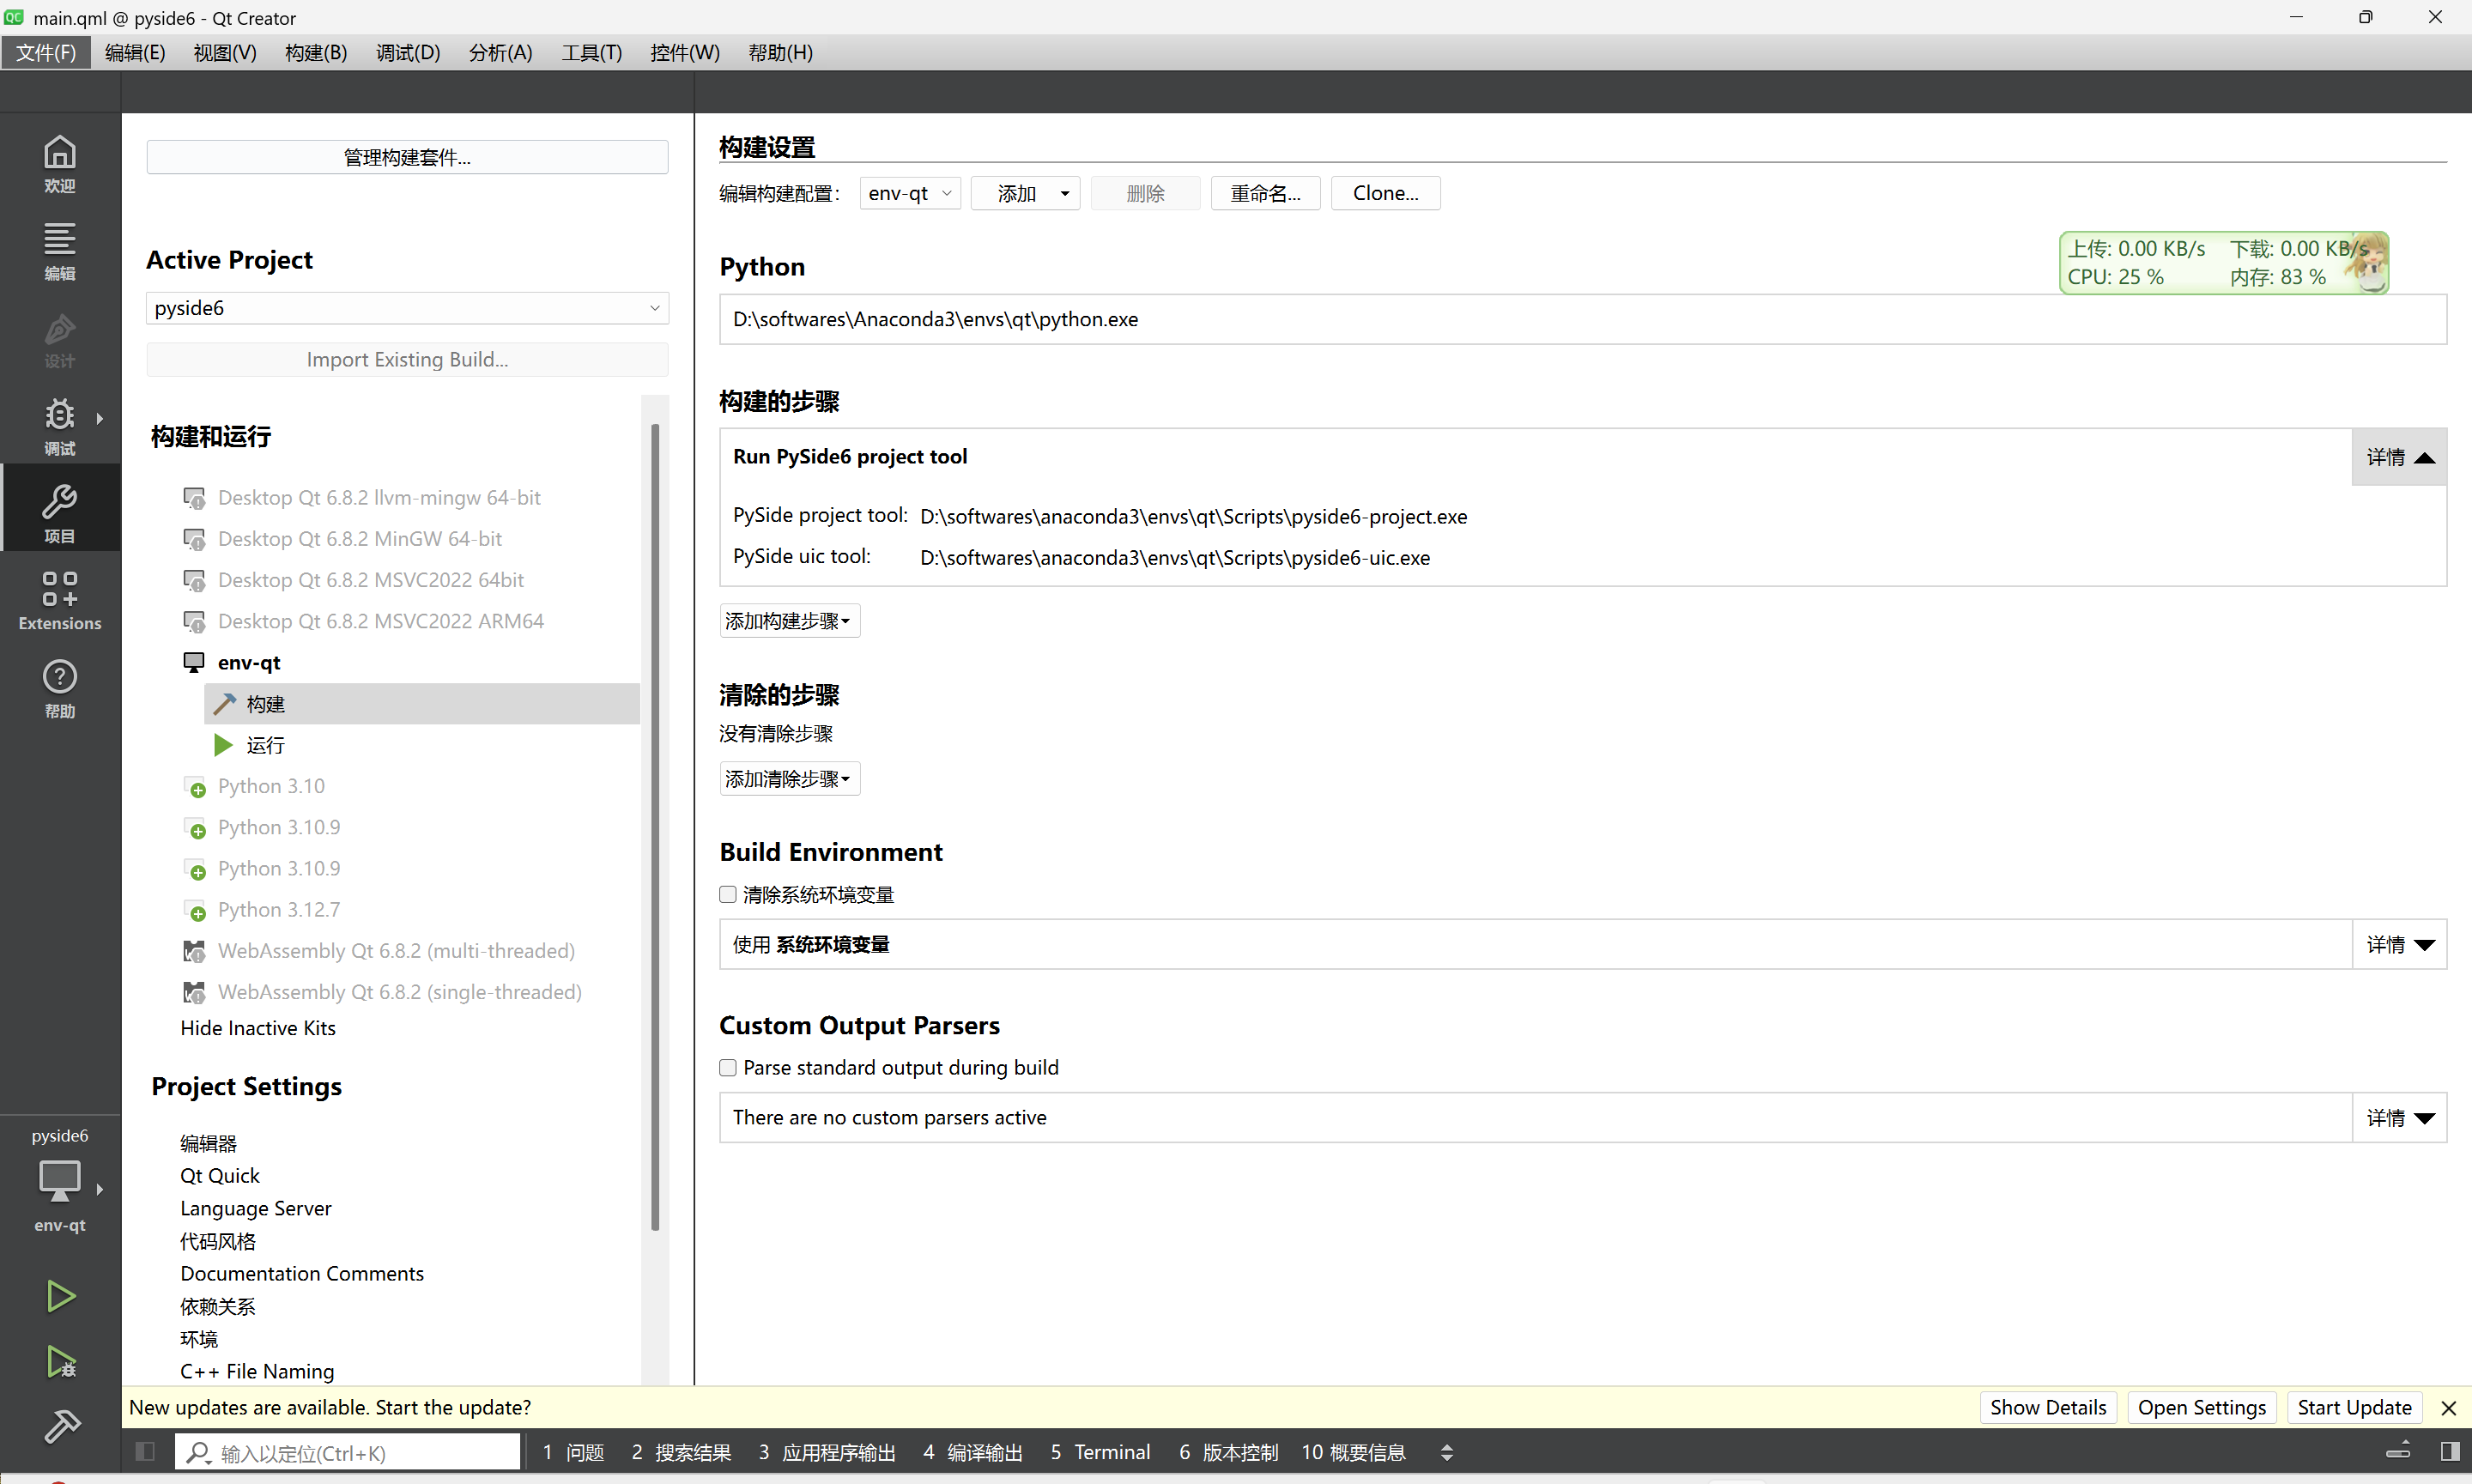 main.qml @ pyside6 - Qt Creator
文件(F) 编辑(E) 视图(V) 构建(B) 调试(D) 分析(A) 工具(T) 控件(W) 帮助(H)
欢迎
编辑
设计
调试
项目
Extensions
帮助
pyside6
env-qt
管理构建套件...
Active Project
pyside6
Import Existing Build...
构建和运行
Desktop Qt 6.8.2 llvm-mingw 64-bit
Desktop Qt 6.8.2 MinGW 64-bit
Desktop Qt 6.8.2 MSVC2022 64bit
Desktop Qt 6.8.2 MSVC2022 ARM64
env-qt
构建
运行
Python 3.10
Python 3.10.9
Python 3.10.9
Python 3.12.7
WebAssembly Qt 6.8.2 (multi-threaded)
WebAssembly Qt 6.8.2 (single-threaded)
Hide Inactive Kits
Project Settings
编辑器
Qt Quick
Language Server
代码风格
Documentation Comments
依赖关系
环境
C++ File Naming
构建设置
编辑构建配置： env-qt 添加 删除 重命名... Clone...
上传: 0.00 KB/s 下载: 0.00 KB/s
CPU: 25 % 内存: 83 %
Python
D:\softwares\Anaconda3\envs\qt\python.exe
构建的步骤
Run PySide6 project tool 详情
PySide project tool: D:\softwares\anaconda3\envs\qt\Scripts\pyside6-project.exe
PySide uic tool: D:\softwares\anaconda3\envs\qt\Scripts\pyside6-uic.exe
添加构建步骤
清除的步骤
没有清除步骤
添加清除步骤
Build Environment
清除系统环境变量
使用 系统环境变量 详情
Custom Output Parsers
Parse standard output during build
There are no custom parsers active 详情
New updates are available. Start the update? Show Details Open Settings Start Update
输入以定位(Ctrl+K) 1 问题 2 搜索结果 3 应用程序输出 4 编译输出 5 Terminal 6 版本控制 10 概要信息